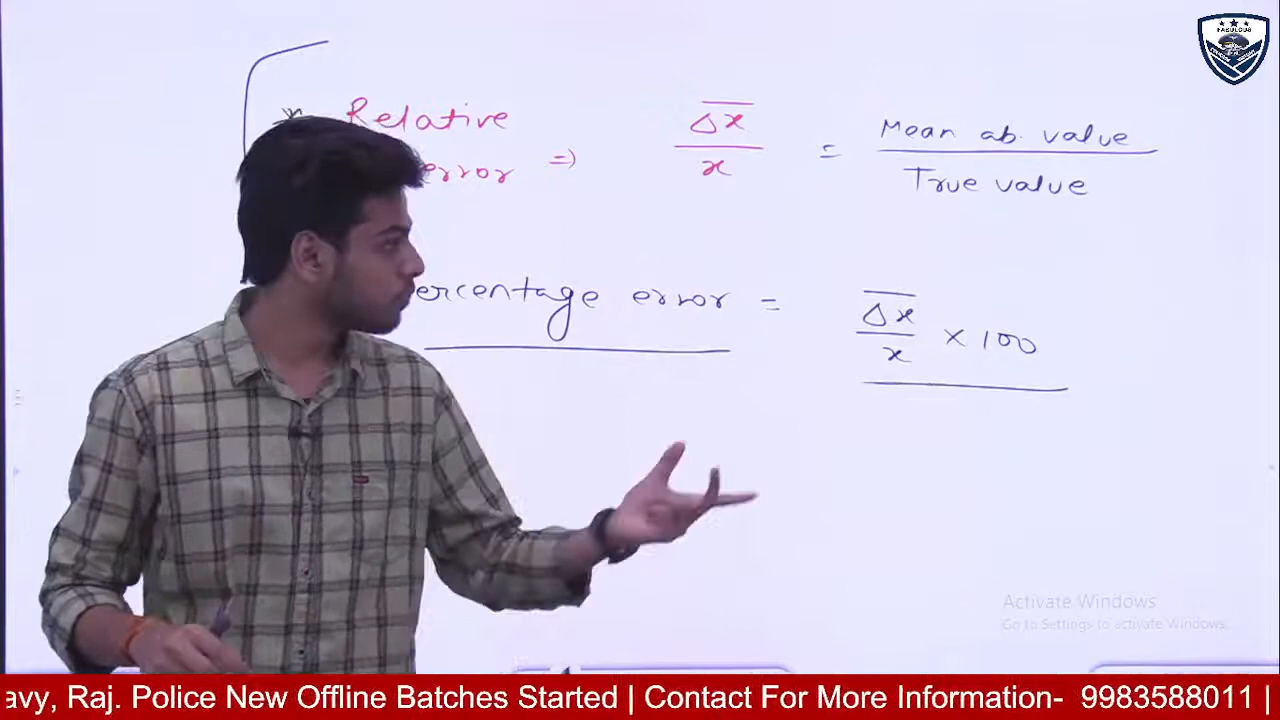 FABULOUS
* Relative
error ⇒ Δx̅ / x = Mean ab. value / True value
ercentage error = Δx̅ / x × 100
Activate Windows
Go to Settings to activate Windows.
avy, Raj. Police New Offline Batches Started | Contact For More Information- 9983588011 |